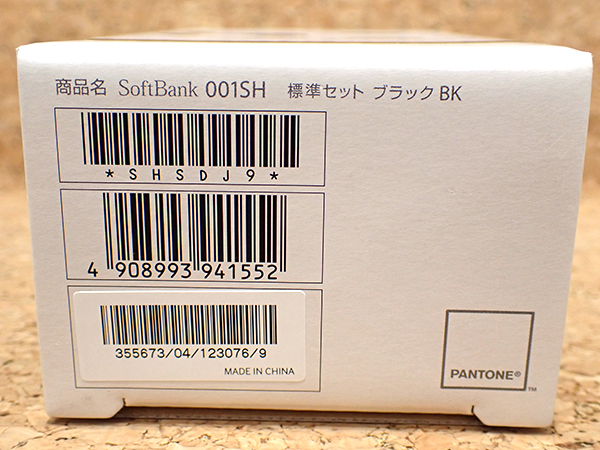 商品名 SoftBank 001SH 標準セット ブラック BK
*SHSDJ9*
4 908993 941552
355673/04/123076/9
MADE IN CHINA
PANTONE®
™